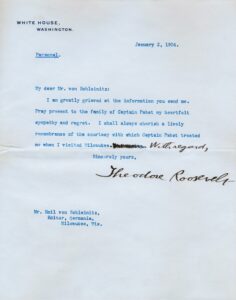 WHITE HOUSE,
WASHINGTON.
January 2, 1904.
Personal.
My dear Mr. von Schleinitz:
I am greatly grieved at the information you send me.
Pray present to the family of Captain Pabst my heartfelt
sympathy and regret. I shall always cherish a lively
remembrance of the courtesy with which Captain Pabst treated
me when I visited Milwaukee. With regard,
Sincerely yours,
Theodore Roosevelt
Mr. Emil von Schleinitz,
Editor, Germania,
Milwaukee, Wis.